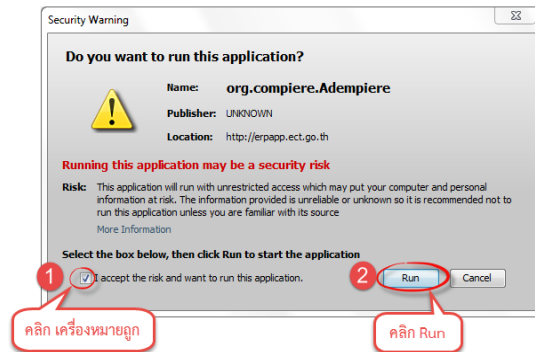 Security Warning
Do you want to run this application?
Name: org.compiere.Adempiere
Publisher: UNKNOWN
Location: http://erpapp.ect.go.th
Running this application may be a security risk
Risk: This application will run with unrestricted access which may put your computer and personal
information at risk. The information provided is unreliable or unknown so it is recommended not to
run this application unless you are familiar with its source
More Information
Select the box below, then click Run to start the application
1 I accept the risk and want to run this application. 2 Run Cancel
คลิก เครื่องหมายถูก คลิก Run